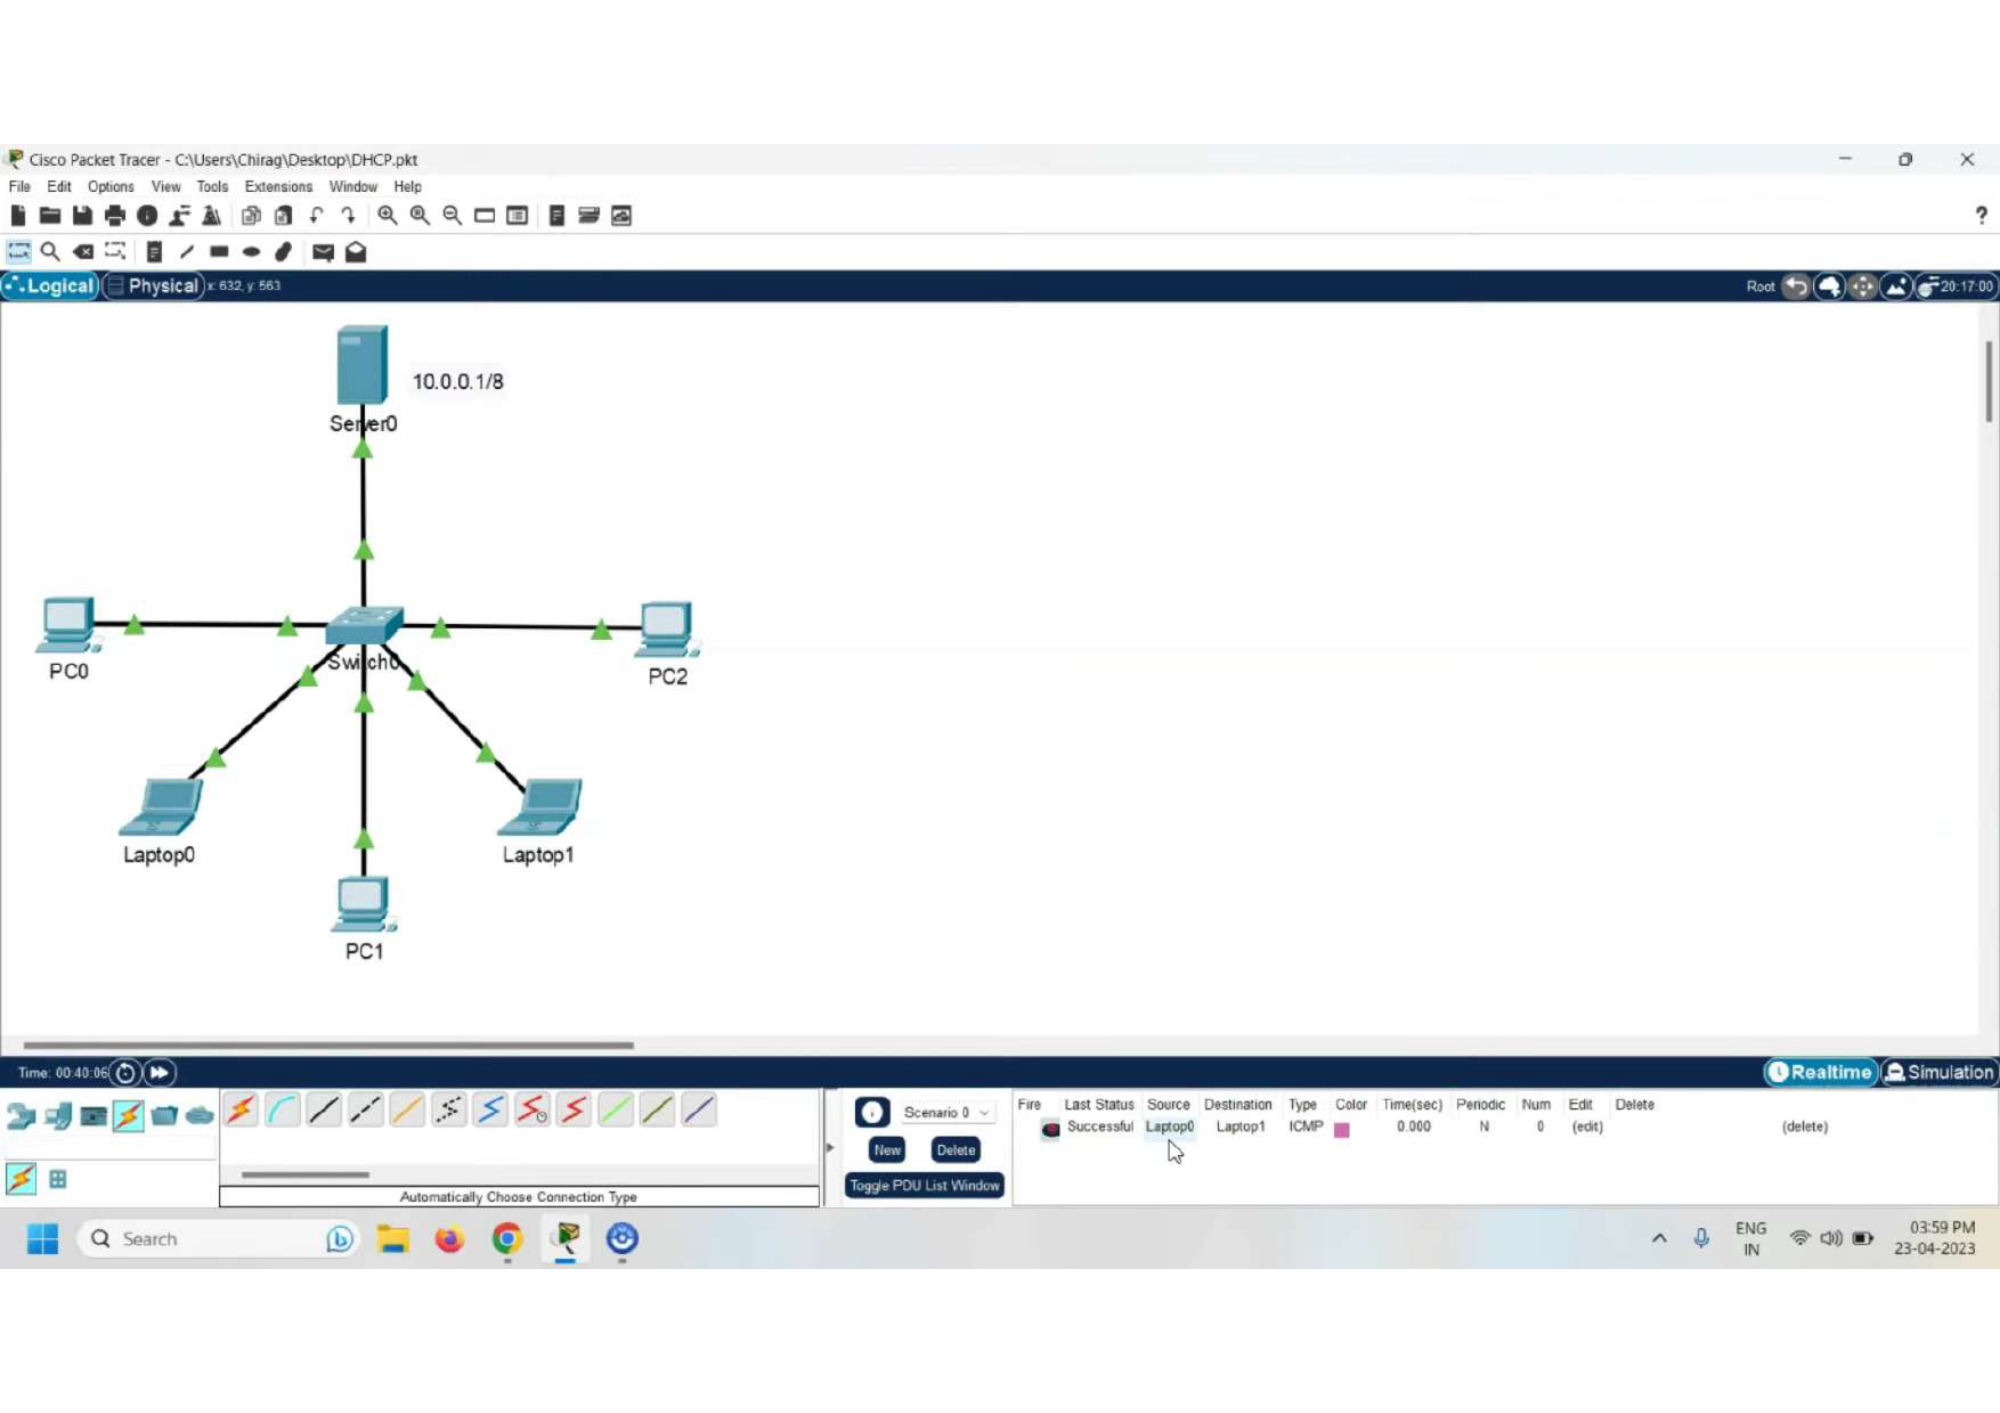 Cisco Packet Tracer - C:\Users\Chirag\Desktop\DHCP.pkt
File Edit Options View Tools Extensions Window Help
?
Logical Physical x: 632, y: 563 Root 20:17:00
10.0.0.1/8
Server0
PC0
Switch0
PC2
Laptop0
Laptop1
PC1
Time: 00:40:06 Realtime Simulation
Scenario 0
New Delete
Toggle PDU List Window
Fire Last Status Source Destination Type Color Time(sec) Periodic Num Edit Delete
Successful Laptop0 Laptop1 ICMP 0.000 N 0 (edit) (delete)
Automatically Choose Connection Type
Search
ENG
IN
03:59 PM
23-04-2023